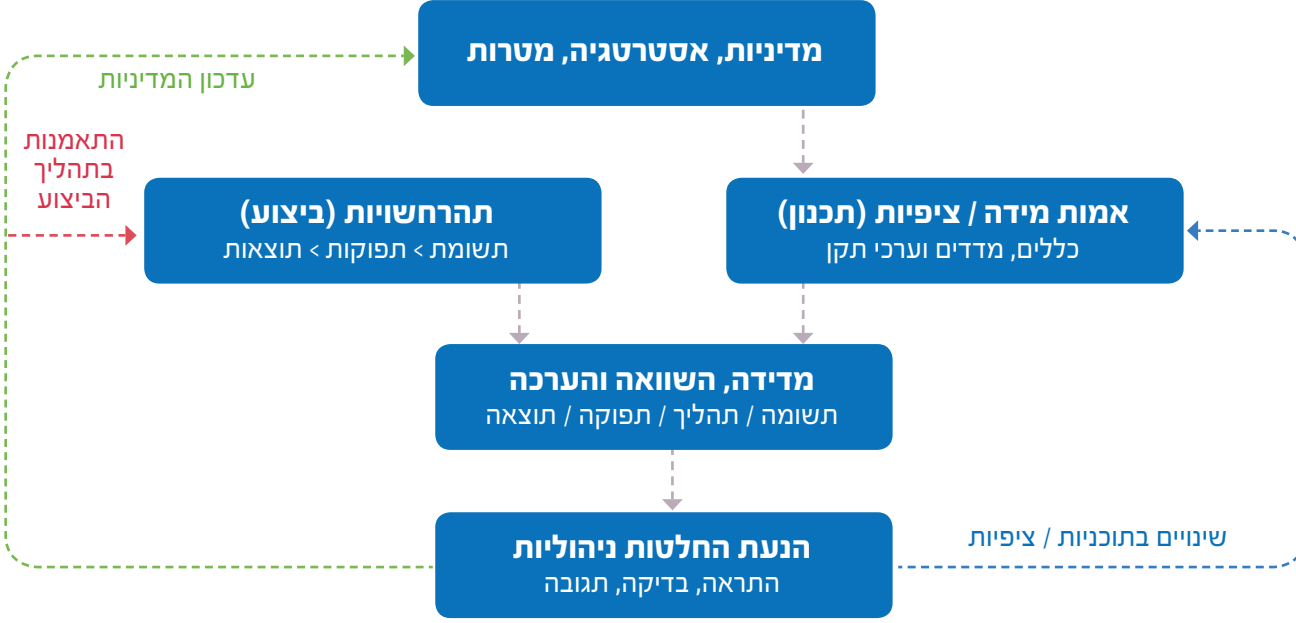 מדיניות, אסטרטגיה, מטרות
עדכון המדיניות
התאמנות
בתהליך
הביצוע
אמות מידה / ציפיות (תכנון)
כללים, מדדים וערכי תקן
תהרחשויות (ביצוע)
תשומת > תפוקות > תוצאות
מדידה, השוואה והערכה
תשומה / תהליך / תפוקה / תוצאה
הנעת החלטות ניהוליות
התראה, בדיקה, תגובה
שינויים בתוכניות / ציפיות